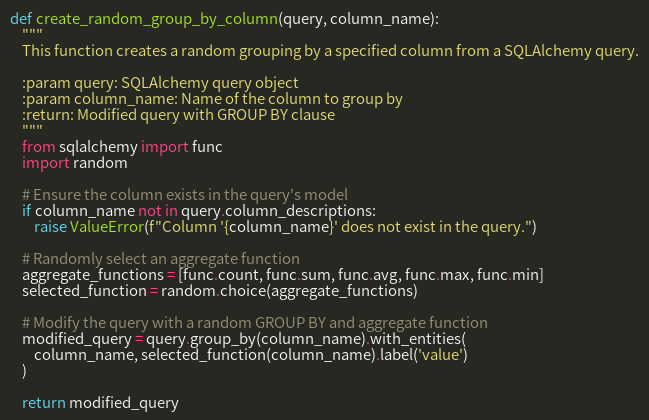 def create_random_group_by_column(query, column_name):
    """
    This function creates a random grouping by a specified column from a SQLAlchemy query.

    :param query: SQLAlchemy query object
    :param column_name: Name of the column to group by
    :return: Modified query with GROUP BY clause
    """
    from sqlalchemy import func
    import random

    # Ensure the column exists in the query's model
    if column_name not in query.column_descriptions:
        raise ValueError(f"Column '{column_name}' does not exist in the query.")

    # Randomly select an aggregate function
    aggregate_functions = [func.count, func.sum, func.avg, func.max, func.min]
    selected_function = random.choice(aggregate_functions)

    # Modify the query with a random GROUP BY and aggregate function
    modified_query = query.group_by(column_name).with_entities(
        column_name, selected_function(column_name).label('value')
    )

    return modified_query